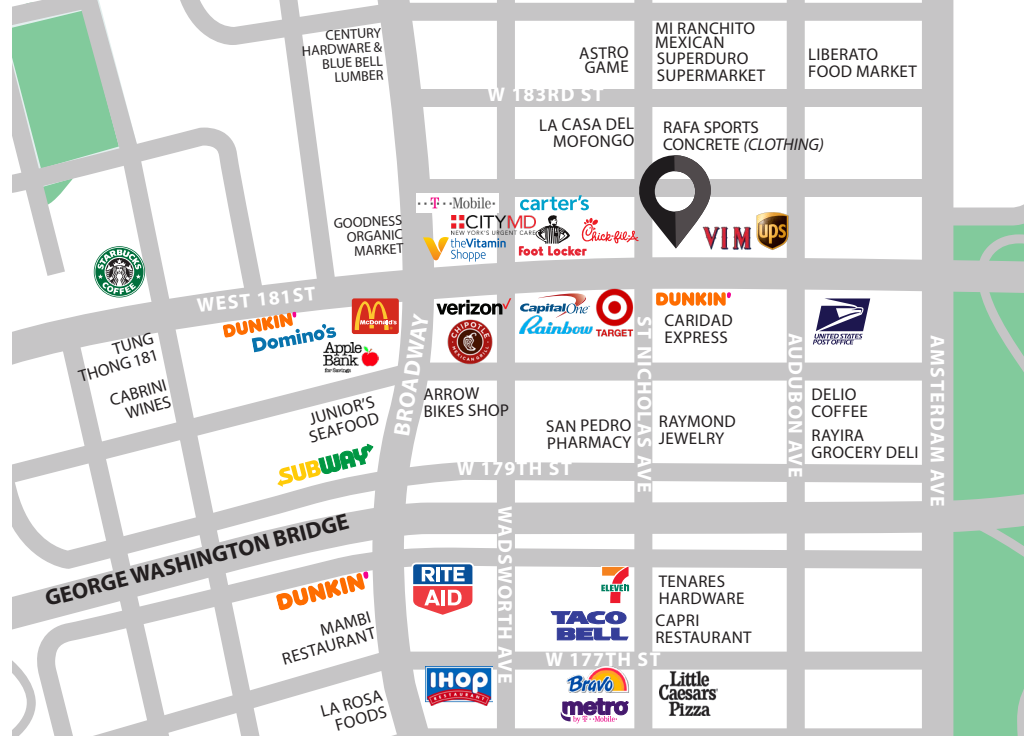 CENTURY
HARDWARE &
BLUE BELL
LUMBER
ASTRO
GAME
MI RANCHITO
MEXICAN
SUPERDURO
SUPERMARKET
LIBERATO
FOOD MARKET
W 183RD ST
LA CASA DEL
MOFONGO
RAFA SPORTS
CONCRETE (CLOTHING)
GOODNESS
ORGANIC
MARKET
T Mobile
CITYMD
NEW YORK'S URGENT CARE
theVitamin
Shoppe
carter's
Foot Locker
Chick-fil-A
VIM
ups
STARBUCKS
COFFEE
WEST 181ST
DUNKIN'
Domino's
McDonald's
Apple
Bank
for Savings
BROADWAY
verizon
CHIPOTLE
MEXICAN GRILL
CapitalOne
Rainbow
TARGET
DUNKIN'
CARIDAD
EXPRESS
UNITED STATES
POST OFFICE
ST NICHOLAS AVE
AUDUBON AVE
AMSTERDAM AVE
TUNG
THONG 181
CABRINI
WINES
JUNIOR'S
SEAFOOD
SUBWAY
ARROW
BIKES SHOP
SAN PEDRO
PHARMACY
RAYMOND
JEWELRY
DELIO
COFFEE
RAYIRA
GROCERY DELI
W 179TH ST
GEORGE WASHINGTON BRIDGE
WADSWORTH AVE
DUNKIN'
MAMBI
RESTAURANT
RITE
AID
7
ELEVEn
TACO
BELL
TENARES
HARDWARE
CAPRI
RESTAURANT
W 177TH ST
LA ROSA
FOODS
IHOP
RESTAURANT
Bravo
metro
by T Mobile
Little
Caesars
Pizza